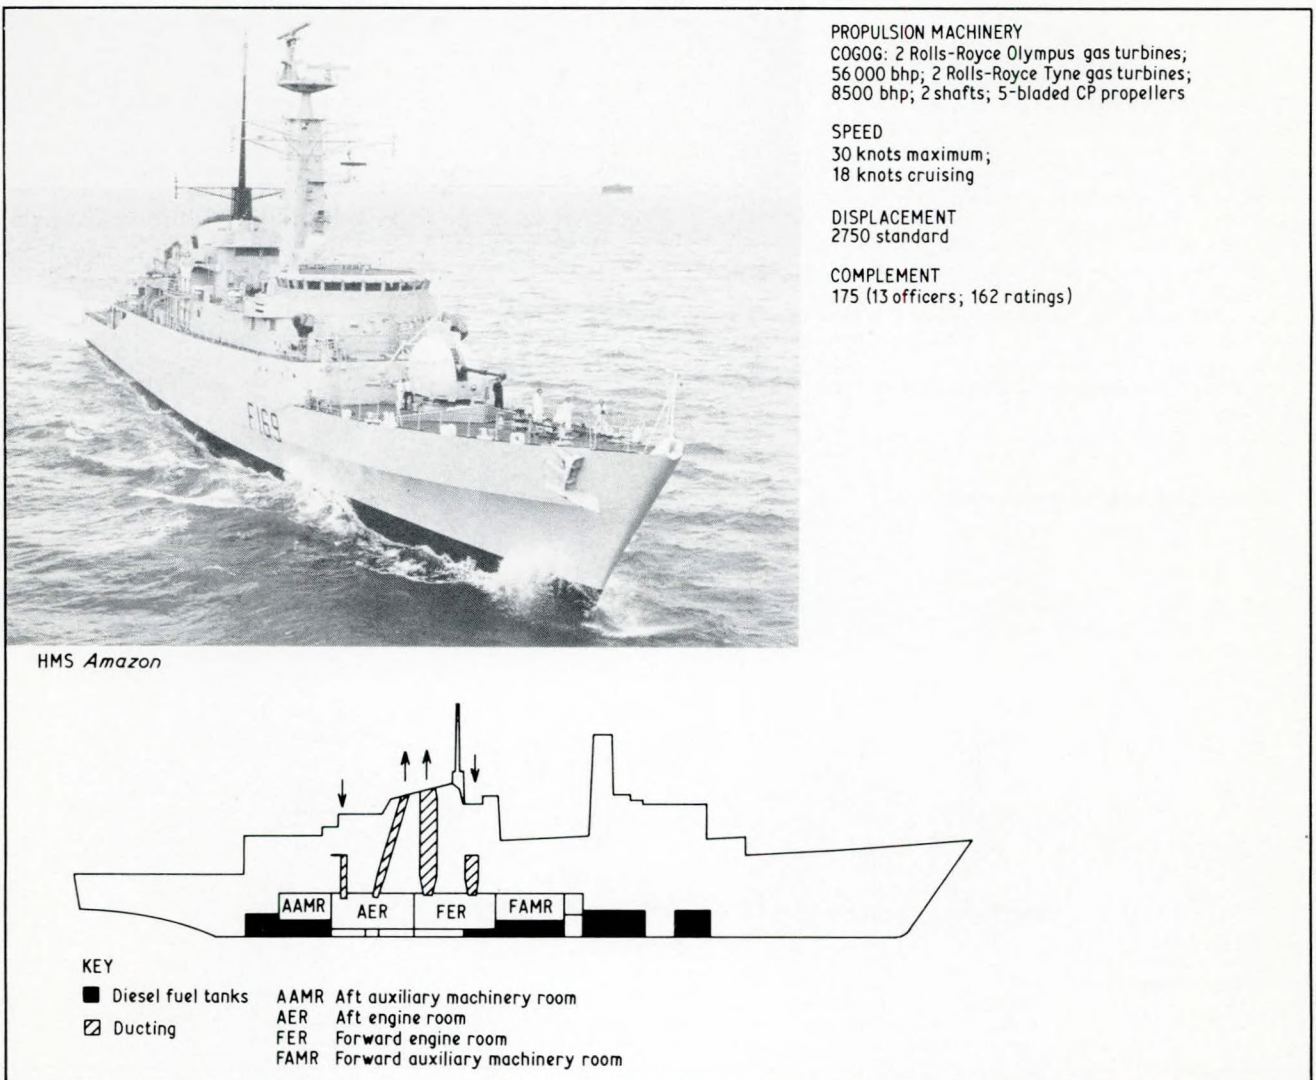 PROPULSION MACHINERY
COGOG: 2 Rolls-Royce Olympus gas turbines;
56 000 bhp; 2 Rolls-Royce Tyne gas turbines;
8500 bhp; 2 shafts; 5-bladed CP propellers
SPEED
30 knots maximum;
18 knots cruising
DISPLACEMENT
2750 standard
COMPLEMENT
175 (13 officers; 162 ratings)
F169
HMS Amazon
AAMR AER FER FAMR
KEY
Diesel fuel tanks
Ducting
AAMR Aft auxiliary machinery room
AER Aft engine room
FER Forward engine room
FAMR Forward auxiliary machinery room